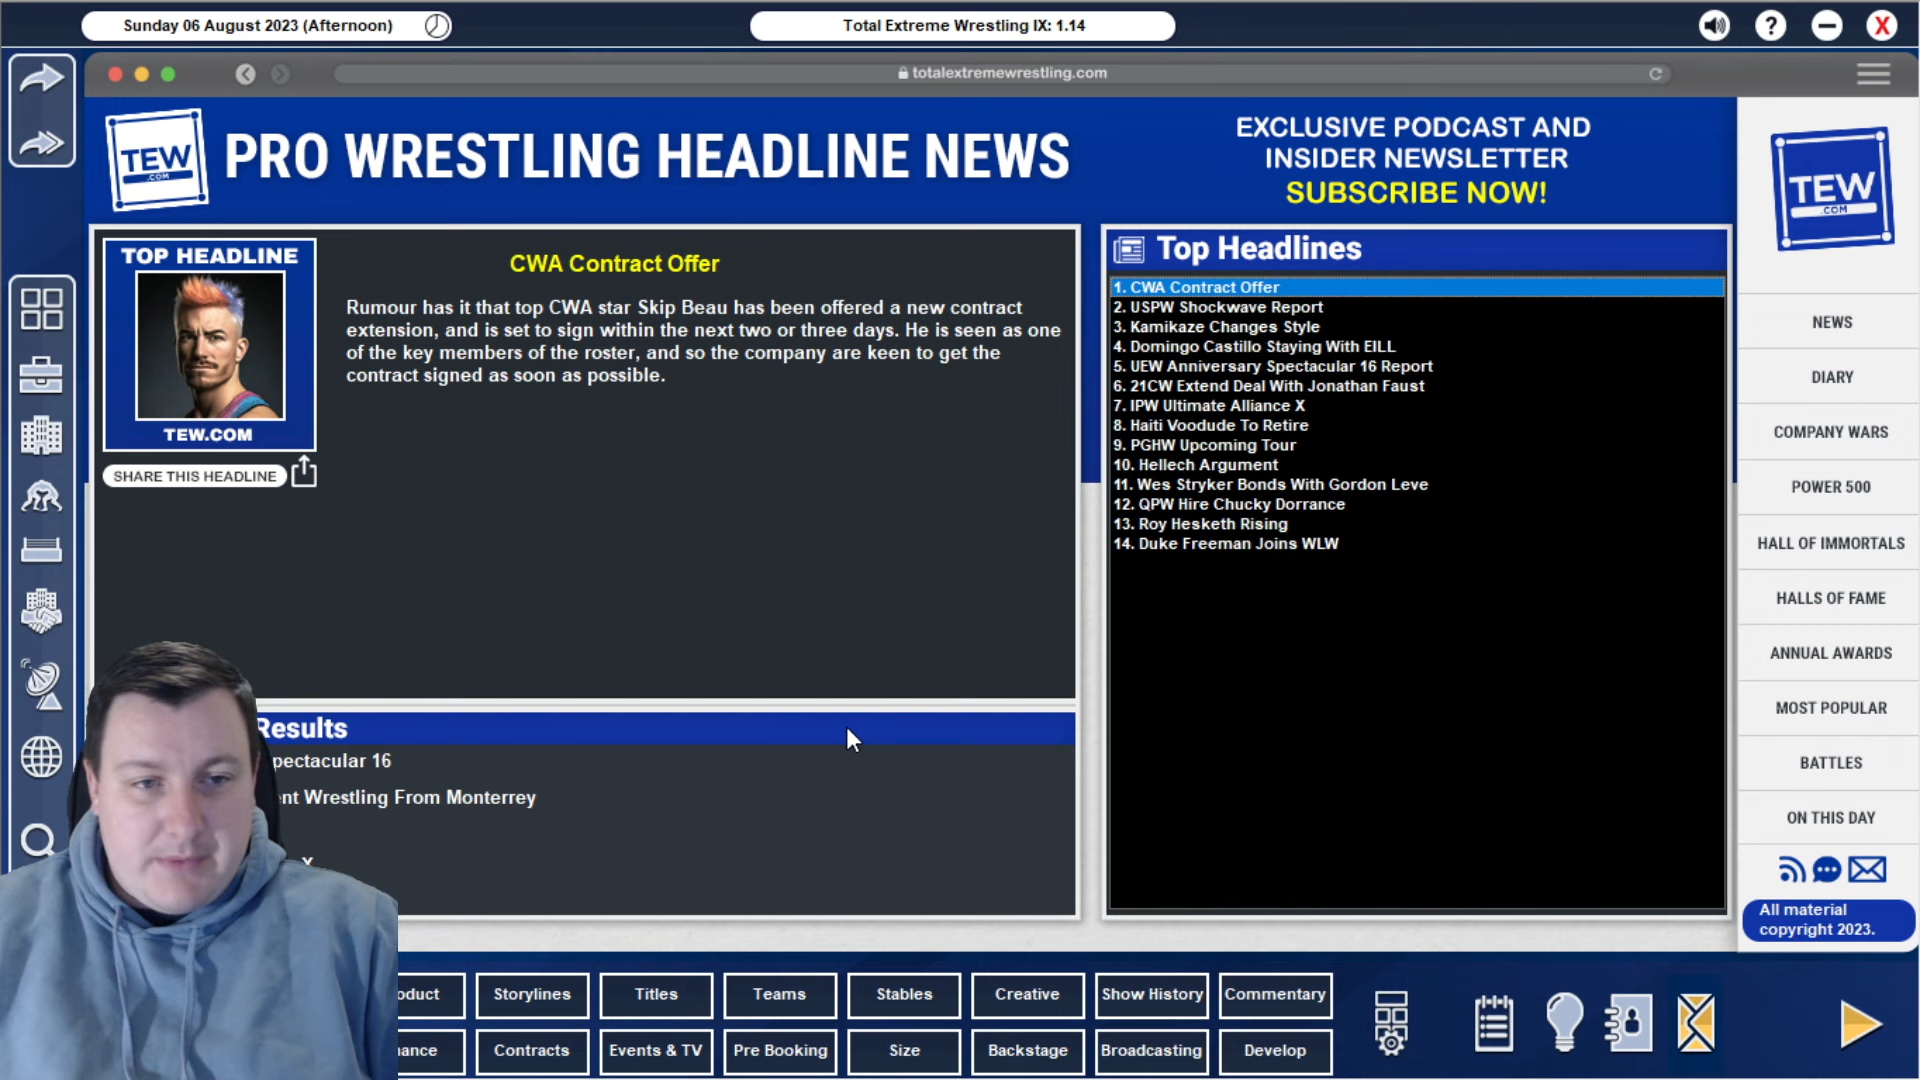 Sunday 06 August 2023 (Afternoon)
Total Extreme Wrestling IX: 1.14
?
X
totalextremewrestling.com
TEW
.COM
PRO WRESTLING HEADLINE NEWS
EXCLUSIVE PODCAST AND
INSIDER NEWSLETTER
SUBSCRIBE NOW!
TEW
.COM
TOP HEADLINE
TEW.COM
SHARE THIS HEADLINE
CWA Contract Offer
Rumour has it that top CWA star Skip Beau has been offered a new contract
extension, and is set to sign within the next two or three days. He is seen as one
of the key members of the roster, and so the company are keen to get the
contract signed as soon as possible.
Results
pectacular 16
Wrestling From Monterrey
X
Top Headlines
1. CWA Contract Offer
2. USPW Shockwave Report
3. Kamikaze Changes Style
4. Domingo Castillo Staying With EILL
5. UEW Anniversary Spectacular 16 Report
6. 21CW Extend Deal With Jonathan Faust
7. IPW Ultimate Alliance X
8. Haiti Voodude To Retire
9. PGHW Upcoming Tour
10. Hellech Argument
11. Wes Stryker Bonds With Gordon Leve
12. QPW Hire Chucky Dorrance
13. Roy Hesketh Rising
14. Duke Freeman Joins WLW
NEWS
DIARY
COMPANY WARS
POWER 500
HALL OF IMMORTALS
HALLS OF FAME
ANNUAL AWARDS
MOST POPULAR
BATTLES
ON THIS DAY
All material
copyright 2023.
oduct
Storylines
Titles
Teams
Stables
Creative
Show History
Commentary
ance
Contracts
Events & TV
Pre Booking
Size
Backstage
Broadcasting
Develop